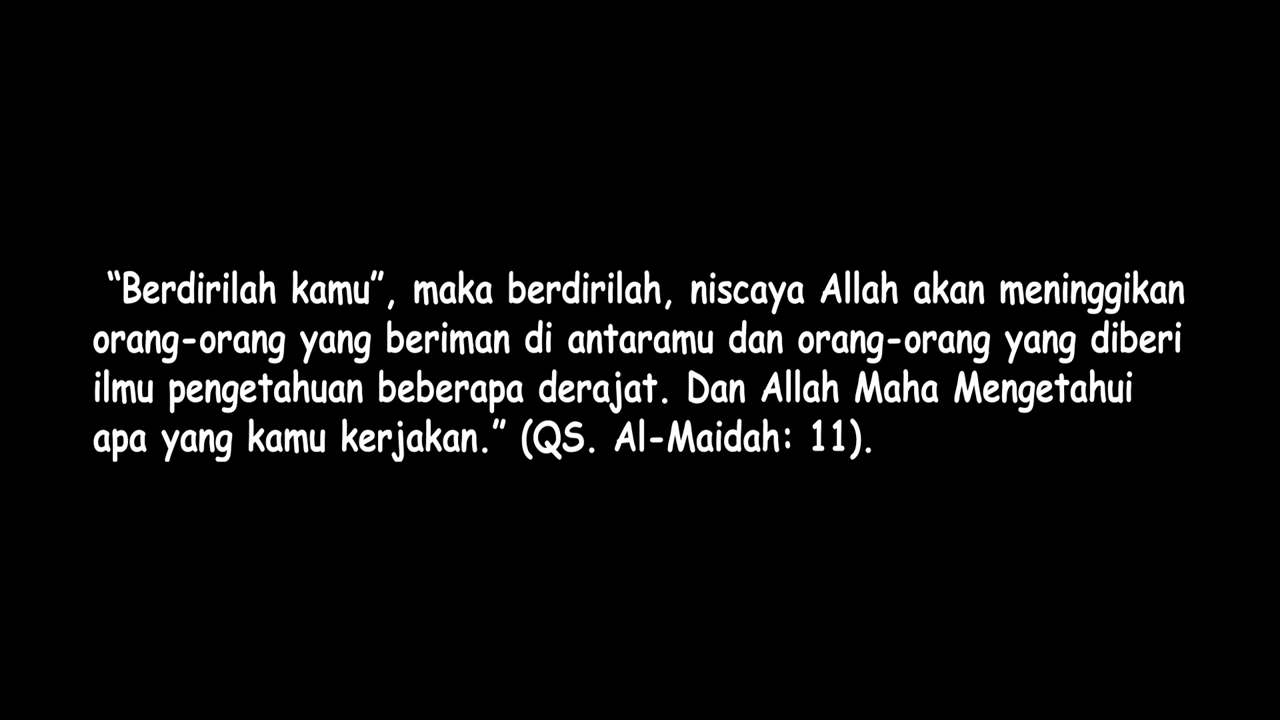 “Berdirilah kamu”, maka berdirilah, niscaya Allah akan meninggikan
orang-orang yang beriman di antaramu dan orang-orang yang diberi
ilmu pengetahuan beberapa derajat. Dan Allah Maha Mengetahui
apa yang kamu kerjakan.” (QS. Al-Maidah: 11).